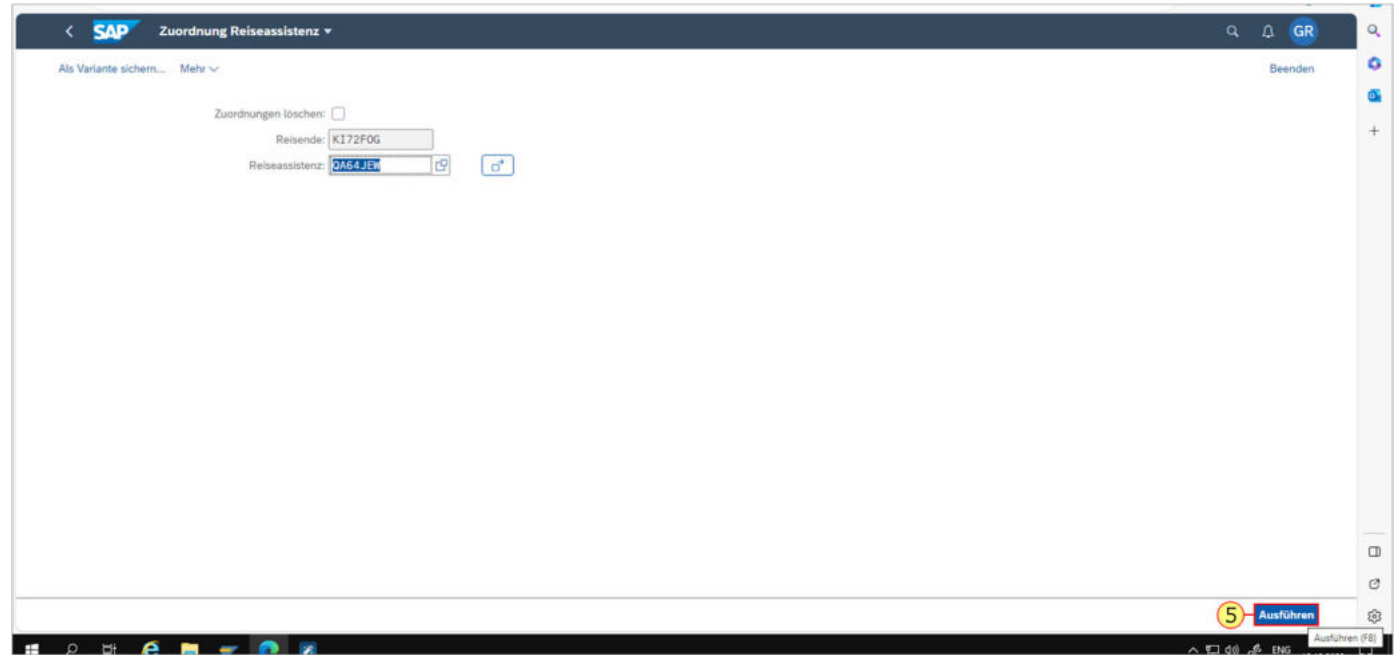 SAP Zuordnung Reiseassistenz GR
Als Variante sichern... Mehr Beenden
Zuordnungen löschen:
Reisende: KI72FOG
Reiseassistenz: QA64JEW
5 Ausführen
Ausführen (F8)
ENG